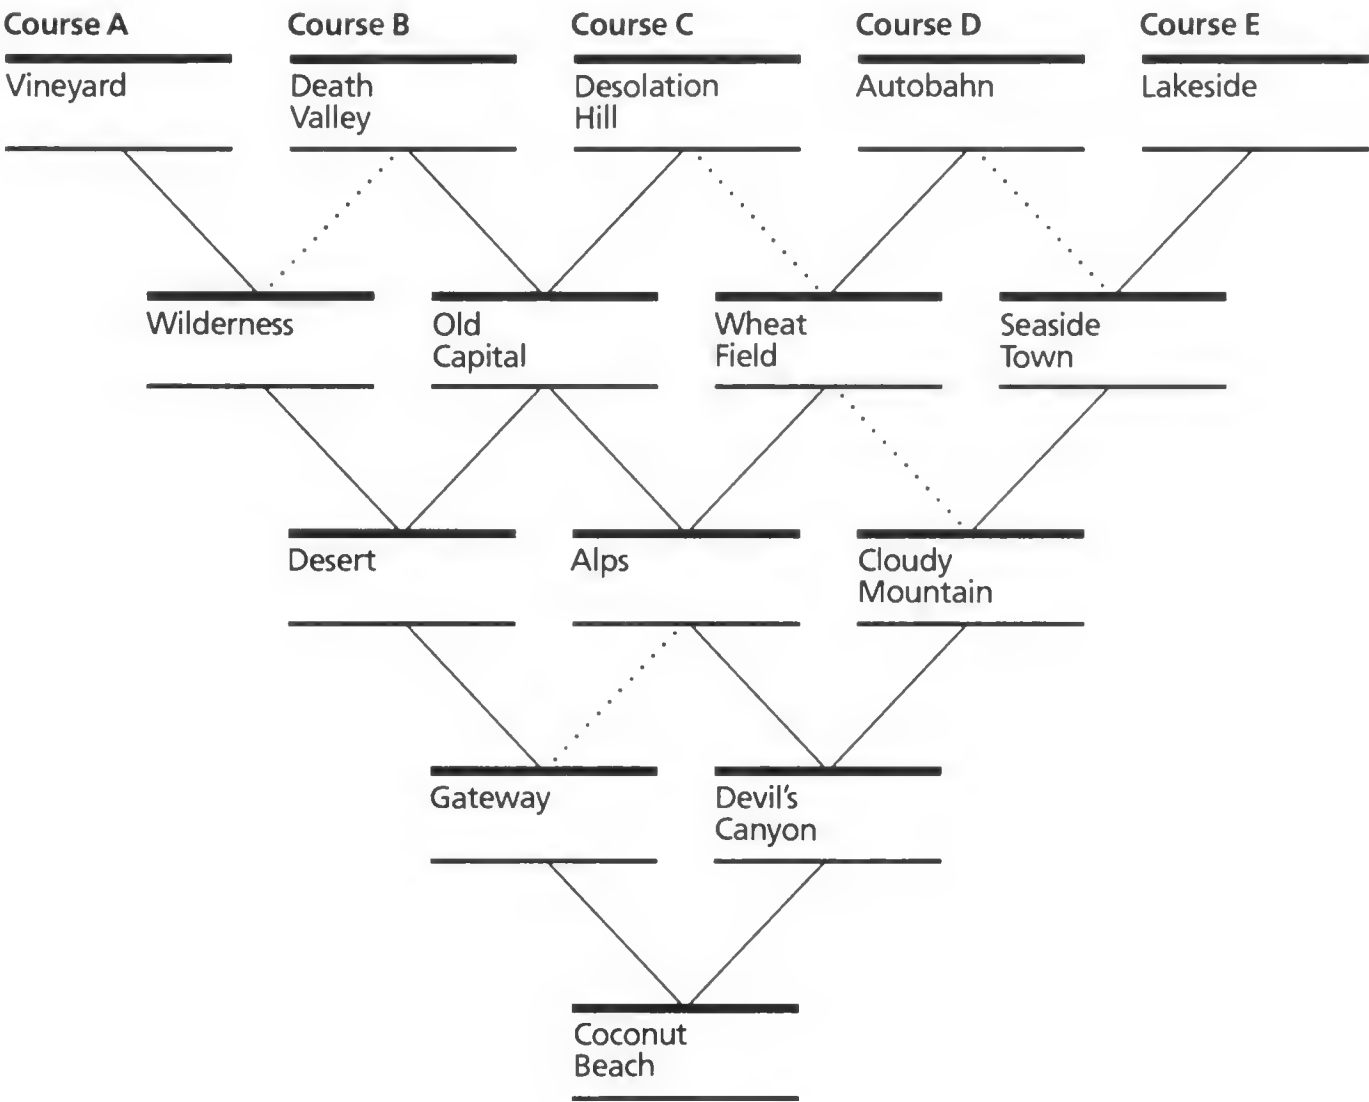 Course A
Course B
Course C
Course D
Course E
Vineyard
Death
Valley
Desolation
Hill
Autobahn
Lakeside
Wilderness
Old
Capital
Wheat
Field
Seaside
Town
Desert
Alps
Cloudy
Mountain
Gateway
Devil's
Canyon
Coconut
Beach